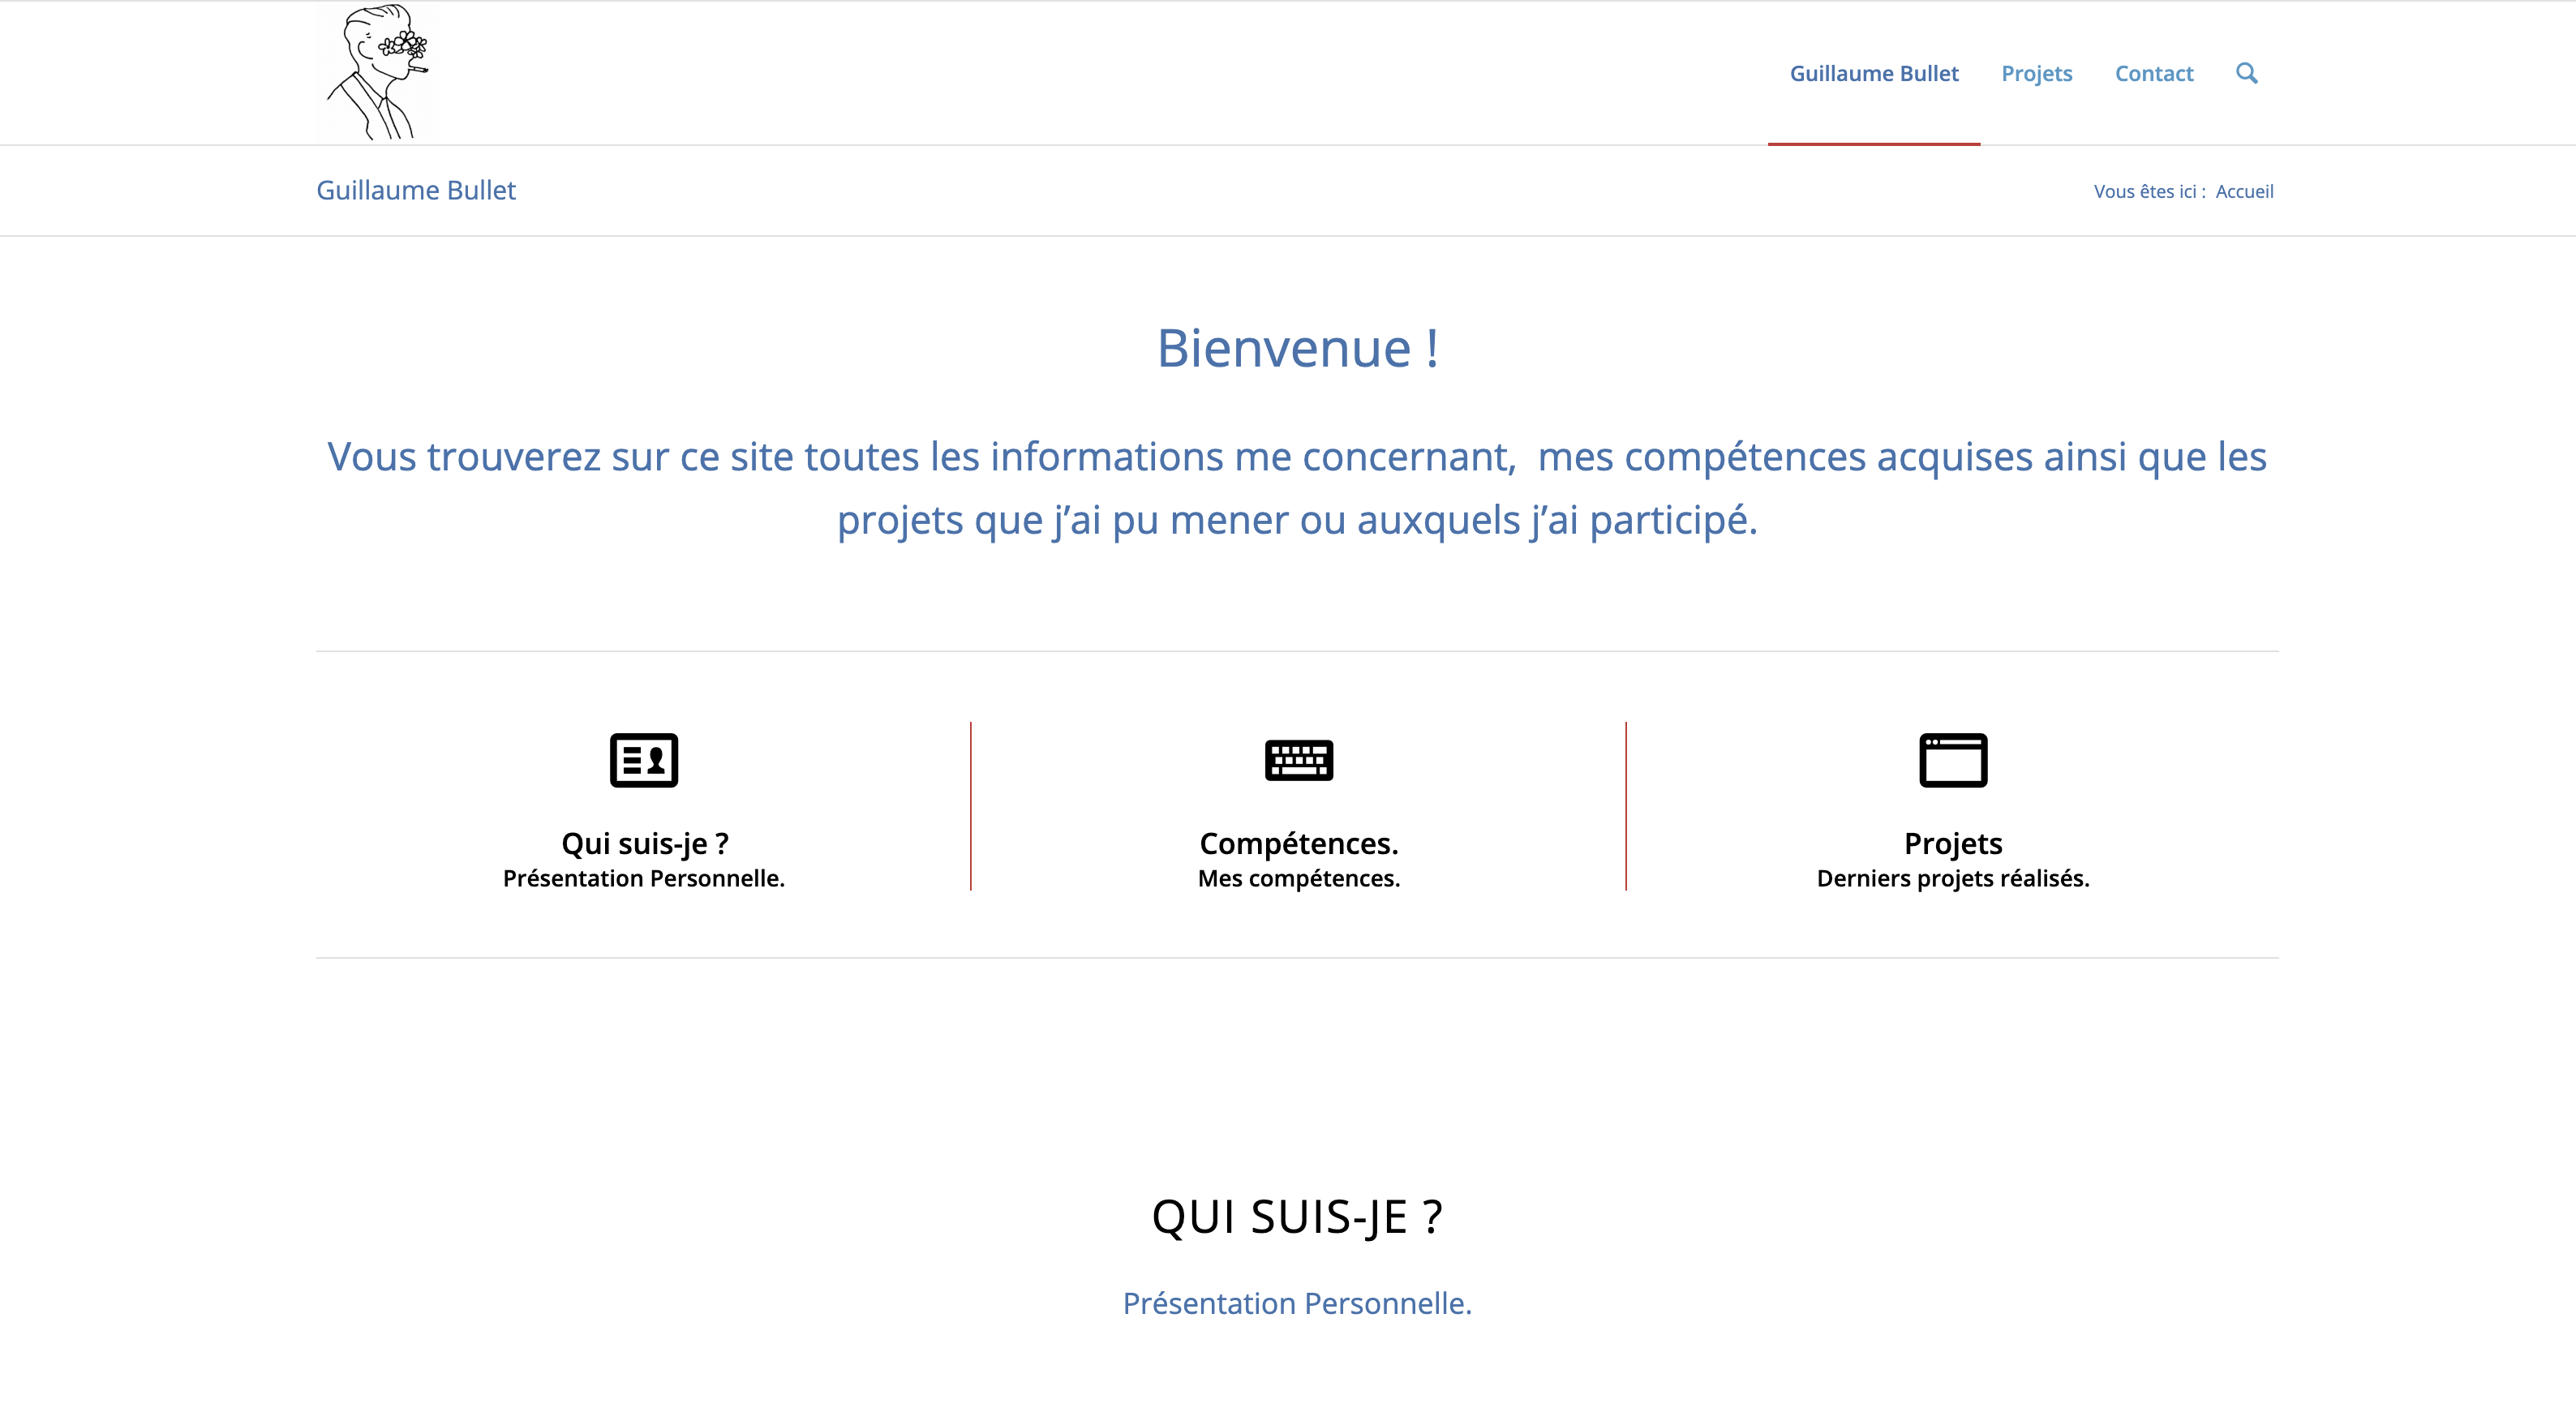 Guillaume Bullet
Projets
Contact
Guillaume Bullet
Vous êtes ici : Accueil
Bienvenue !
Vous trouverez sur ce site toutes les informations me concernant,  mes compétences acquises ainsi que les
projets que j’ai pu mener ou auxquels j’ai participé.
Qui suis-je ?
Présentation Personnelle.
Compétences.
Mes compétences.
Projets
Derniers projets réalisés.
QUI SUIS-JE ?
Présentation Personnelle.